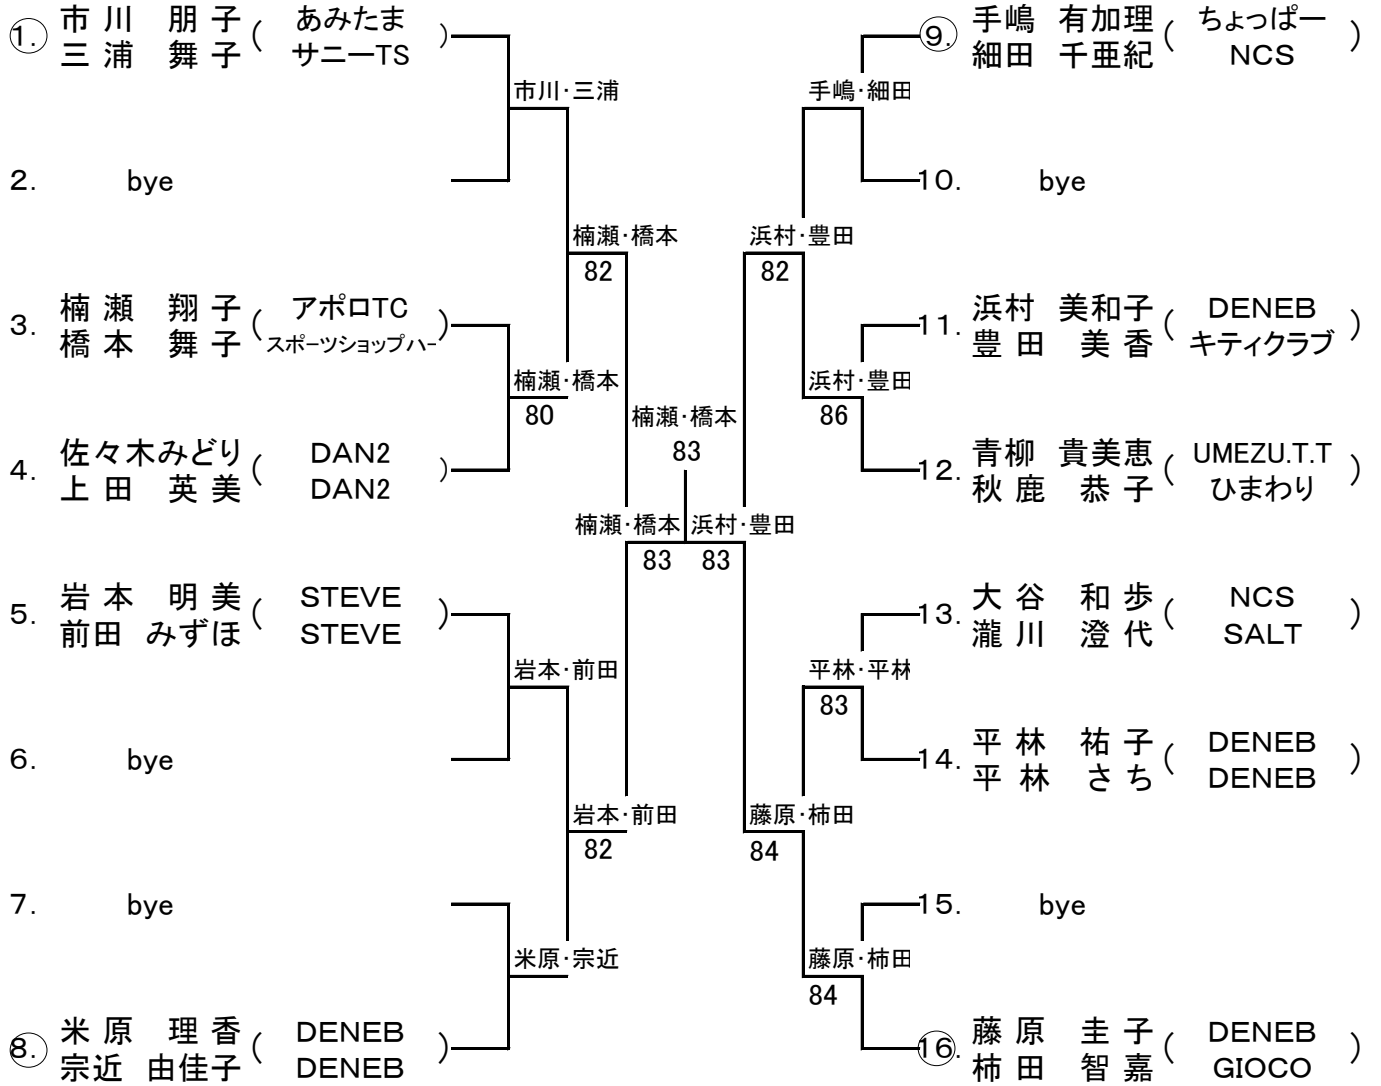 1. 市川 朋子 ( あみたま )
三浦 舞子 サニーTS
市川・三浦
2. bye
楠瀬・橋本
82
3. 楠瀬 翔子 ( アポロTC )
橋本 舞子 スポーツショップハー
楠瀬・橋本
80
4. 佐々木みどり ( DAN2 )
上田 英美 DAN2
楠瀬・橋本
83
5. 岩本 明美 ( STEVE )
前田 みずほ STEVE
岩本・前田
6. bye
岩本・前田
82
7. bye
米原・宗近
8. 米原 理香 ( DENEB )
宗近 由佳子 DENEB
楠瀬・橋本
83
9. 手嶋 有加理 ( ちょっぱー )
細田 千亜紀 NCS
手嶋・細田
10. bye
浜村・豊田
82
11. 浜村 美和子 ( DENEB )
豊田 美香 キティクラブ
浜村・豊田
86
12. 青柳 貴美恵 ( UMEZU.T.T )
秋鹿 恭子 ひまわり
浜村・豊田
83
13. 大谷 和歩 ( NCS )
瀧川 澄代 SALT
平林・平林
83
14. 平林 祐子 ( DENEB )
平林 さち DENEB
藤原・柿田
84
15. bye
藤原・柿田
84
16. 藤原 圭子 ( DENEB )
柿田 智嘉 GIOCO